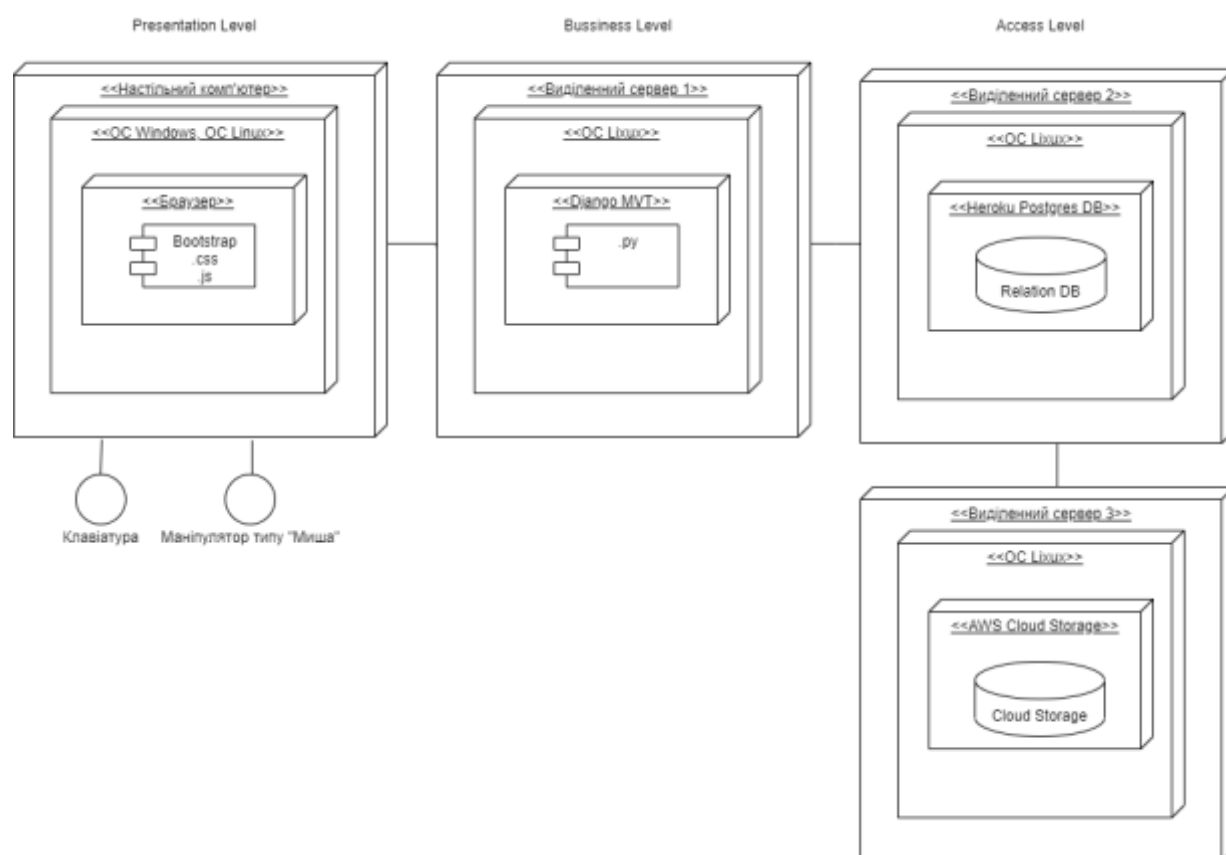 Presentation Level
Bussiness Level
Access Level
<<Настільний комп'ютер>>
<<ОС Windows, ОС Linux>>
<<Браузер>>
Bootstrap
.css
.js
Клавіатура
Маніпулятор типу "Миша"
<<Виділенний сервер 1>>
<<ОС Lixux>>
<<Django MVT>>
.py
<<Виділенний сервер 2>>
<<ОС Lixux>>
<<Heroku Postgres DB>>
Relation DB
<<Виділенний сервер 3>>
<<ОС Lixux>>
<<AWS Cloud Storage>>
Cloud Storage